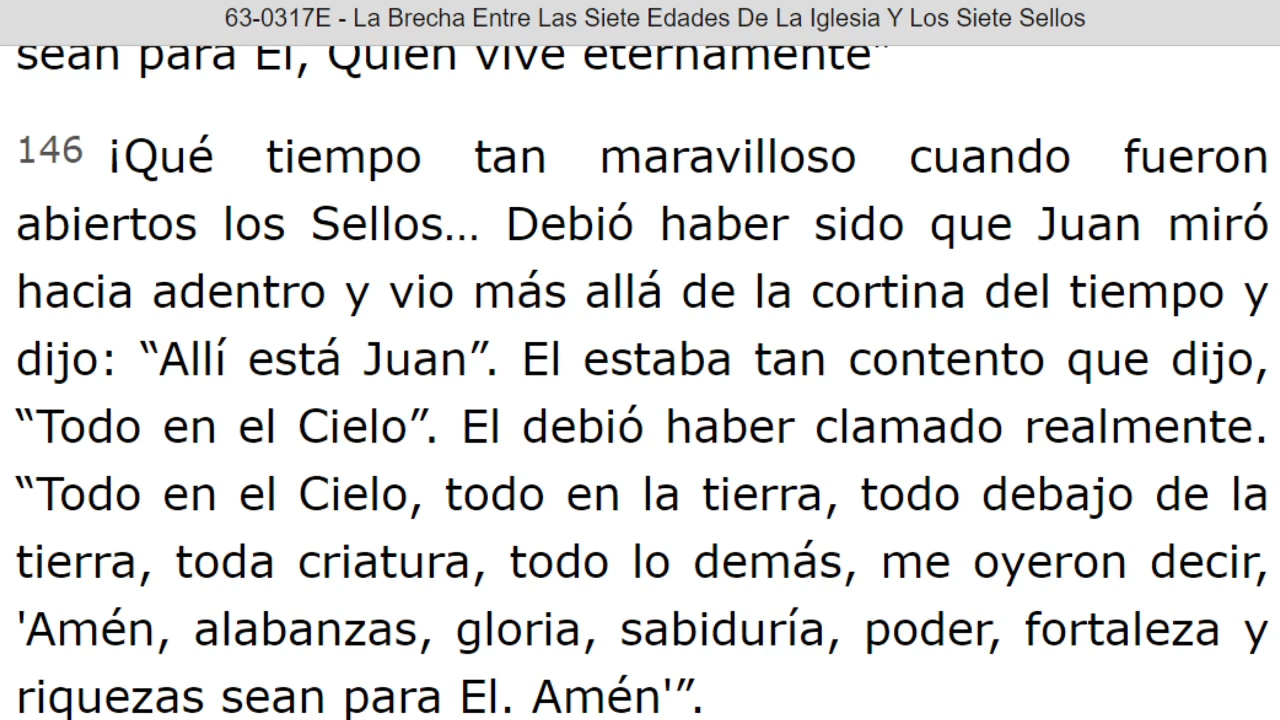 63-0317E - La Brecha Entre Las Siete Edades De La Iglesia Y Los Siete Sellos
sean para El, Quien vive eternamente”
146 ¡Qué tiempo tan maravilloso cuando fueron
abiertos los Sellos… Debió haber sido que Juan miró
hacia adentro y vio más allá de la cortina del tiempo y
dijo: “Allí está Juan”. El estaba tan contento que dijo,
“Todo en el Cielo”. El debió haber clamado realmente.
“Todo en el Cielo, todo en la tierra, todo debajo de la
tierra, toda criatura, todo lo demás, me oyeron decir,
'Amén, alabanzas, gloria, sabiduría, poder, fortaleza y
riquezas sean para El. Amén'”.